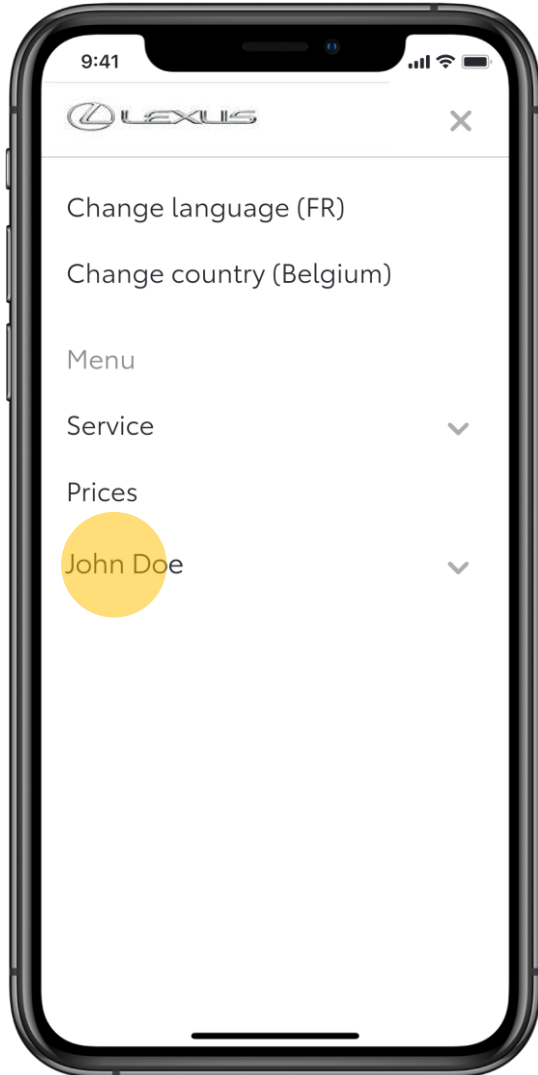 9:41
LEXUS
Change language (FR)
Change country (Belgium)
Menu
Service
Prices
John Doe